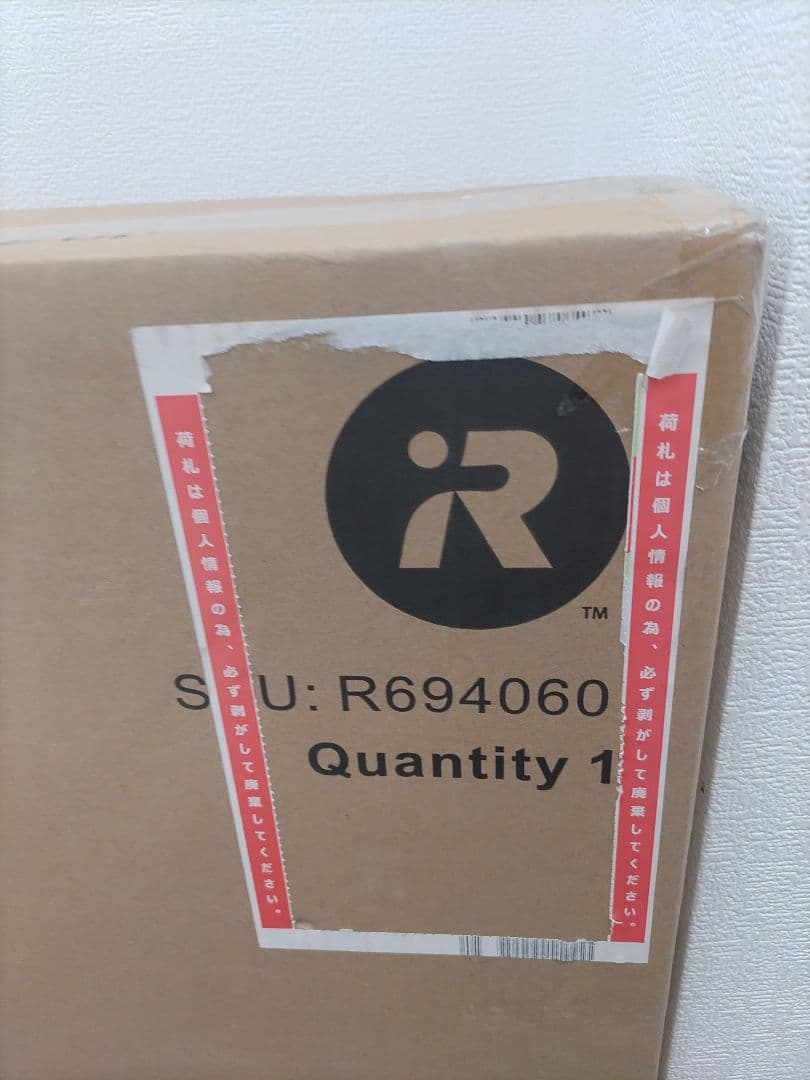 荷札は個人情報の為、必ず剥がして廃棄してください。
iR
TM
SKU: R694060
Quantity 1
荷札は個人情報の為、必ず剥がして廃棄してください。